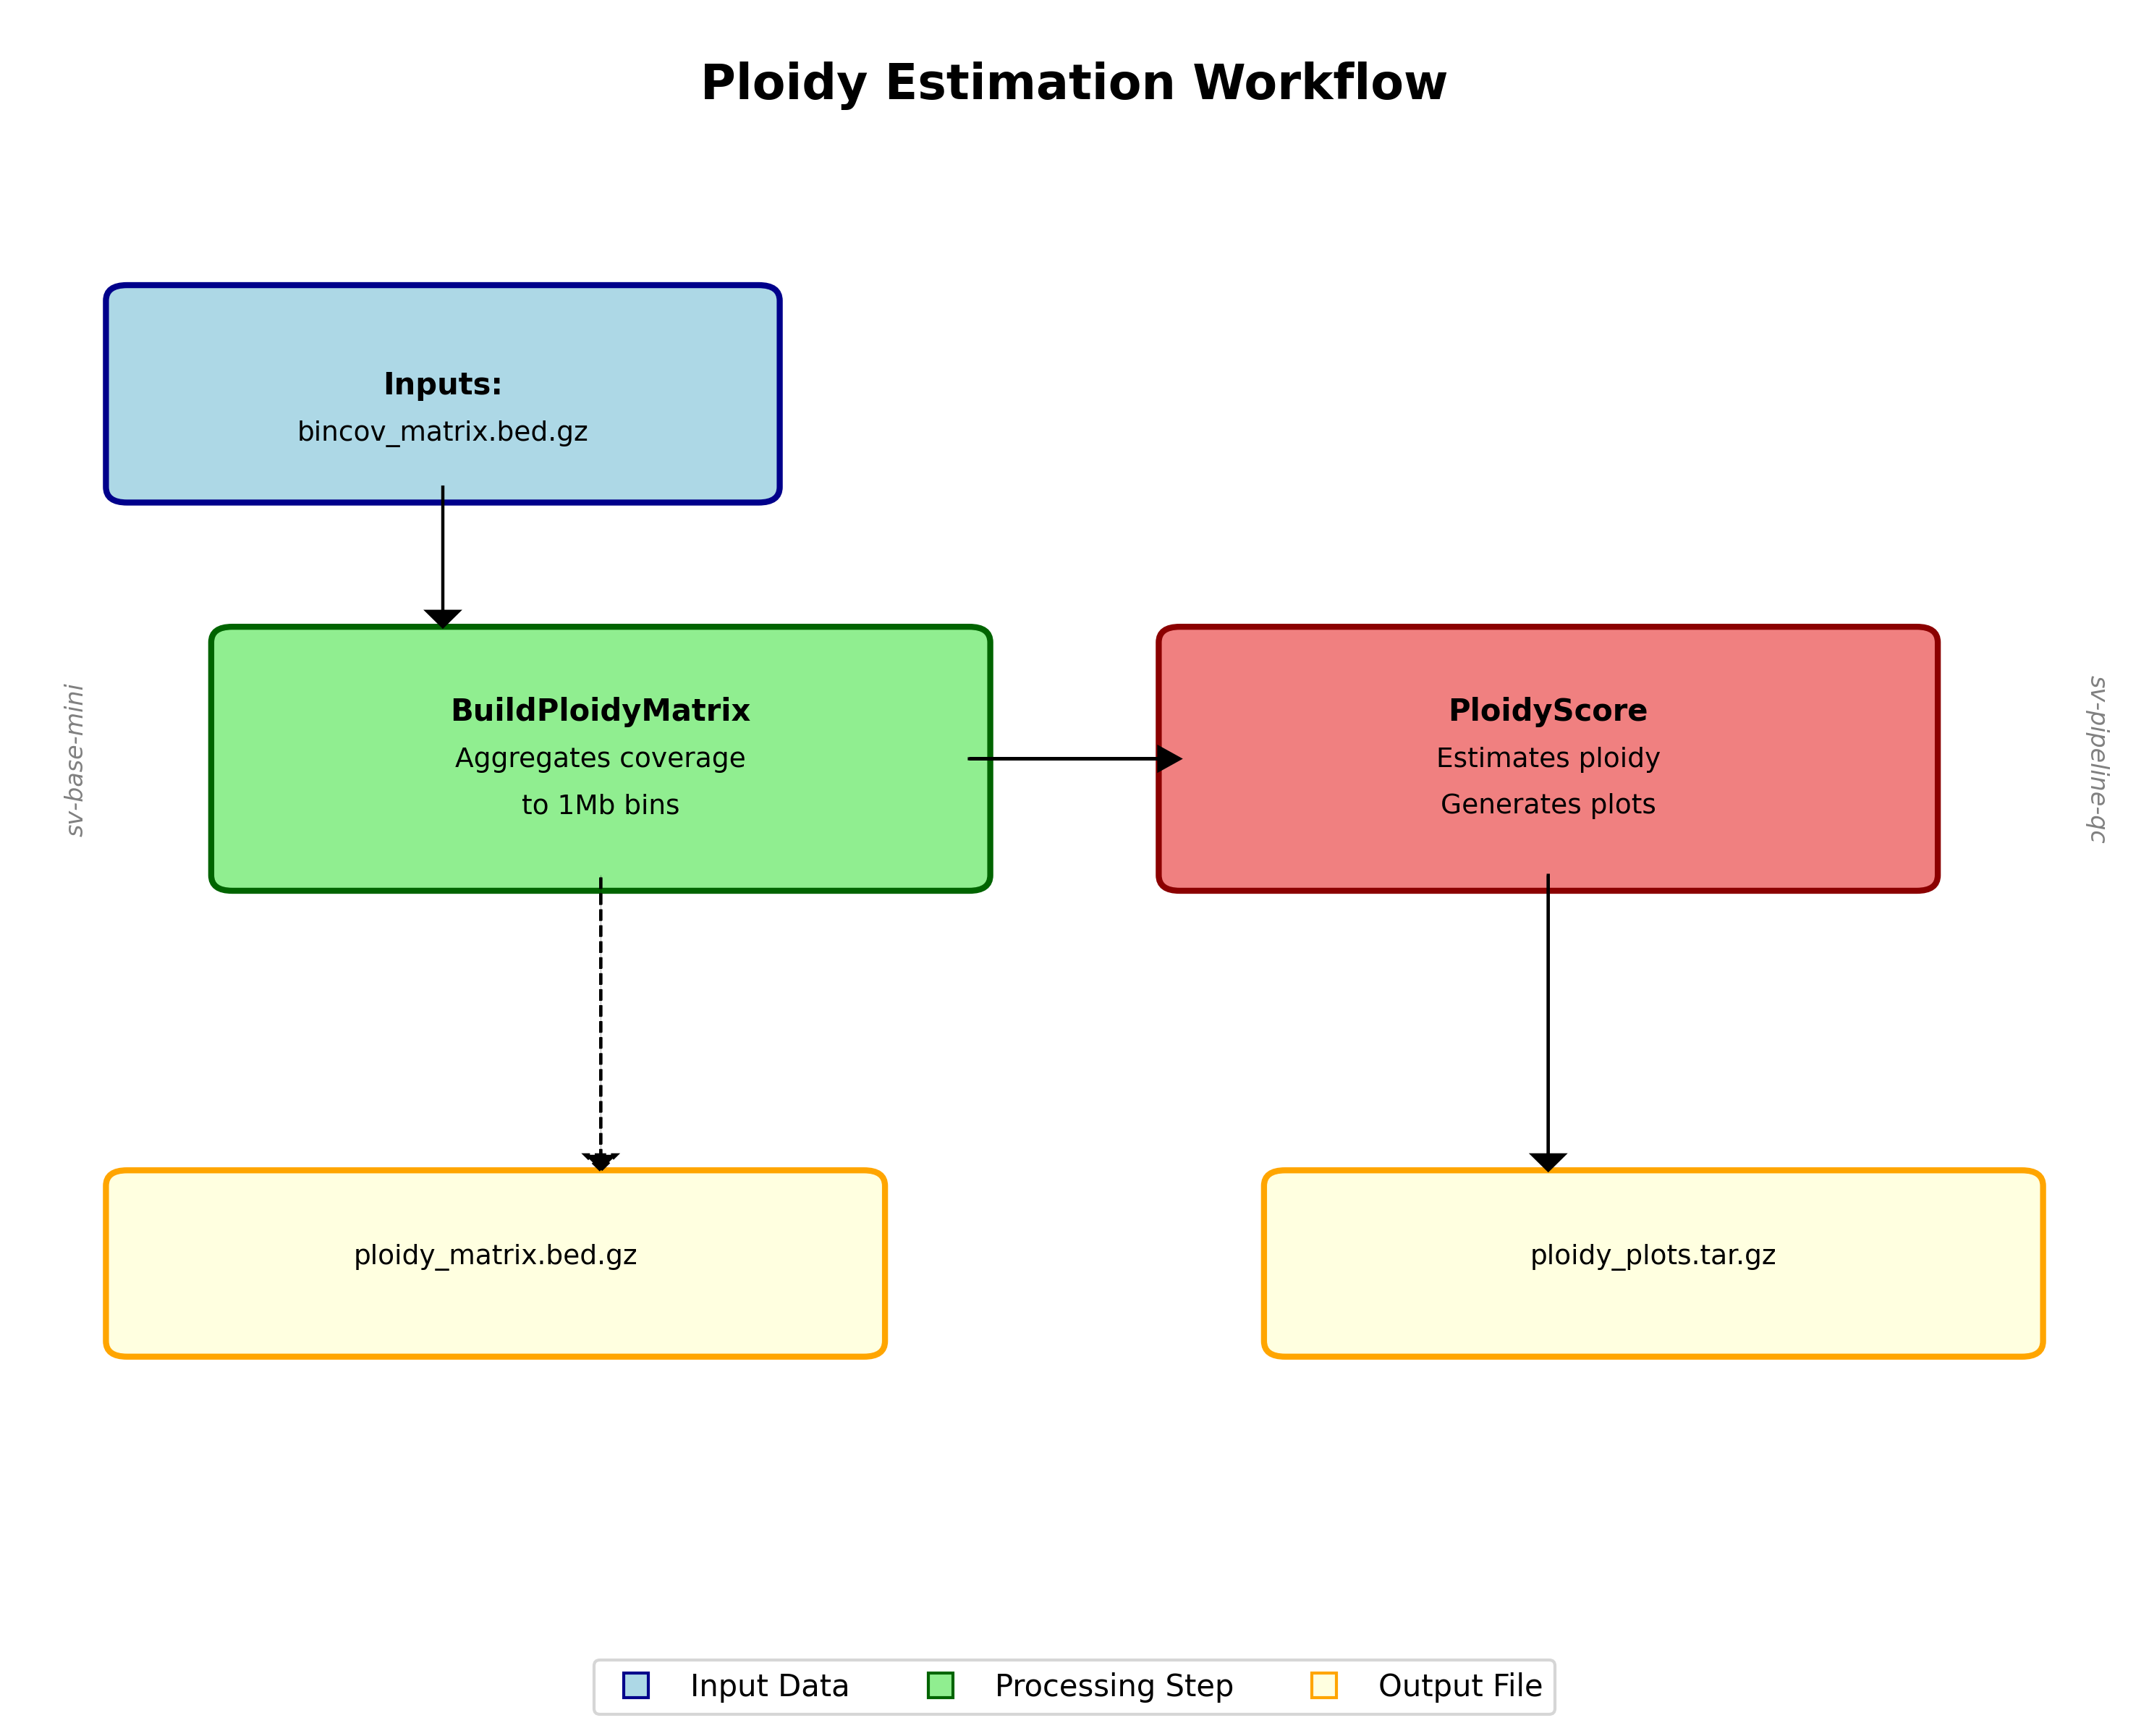 Ploidy Estimation Workflow
Inputs:
bincov_matrix.bed.gz
sv-base-mini
BuildPloidyMatrix
Aggregates coverage
to 1Mb bins
PloidyScore
Estimates ploidy
Generates plots
sv-pipeline-qc
ploidy_matrix.bed.gz
ploidy_plots.tar.gz
Input Data
Processing Step
Output File